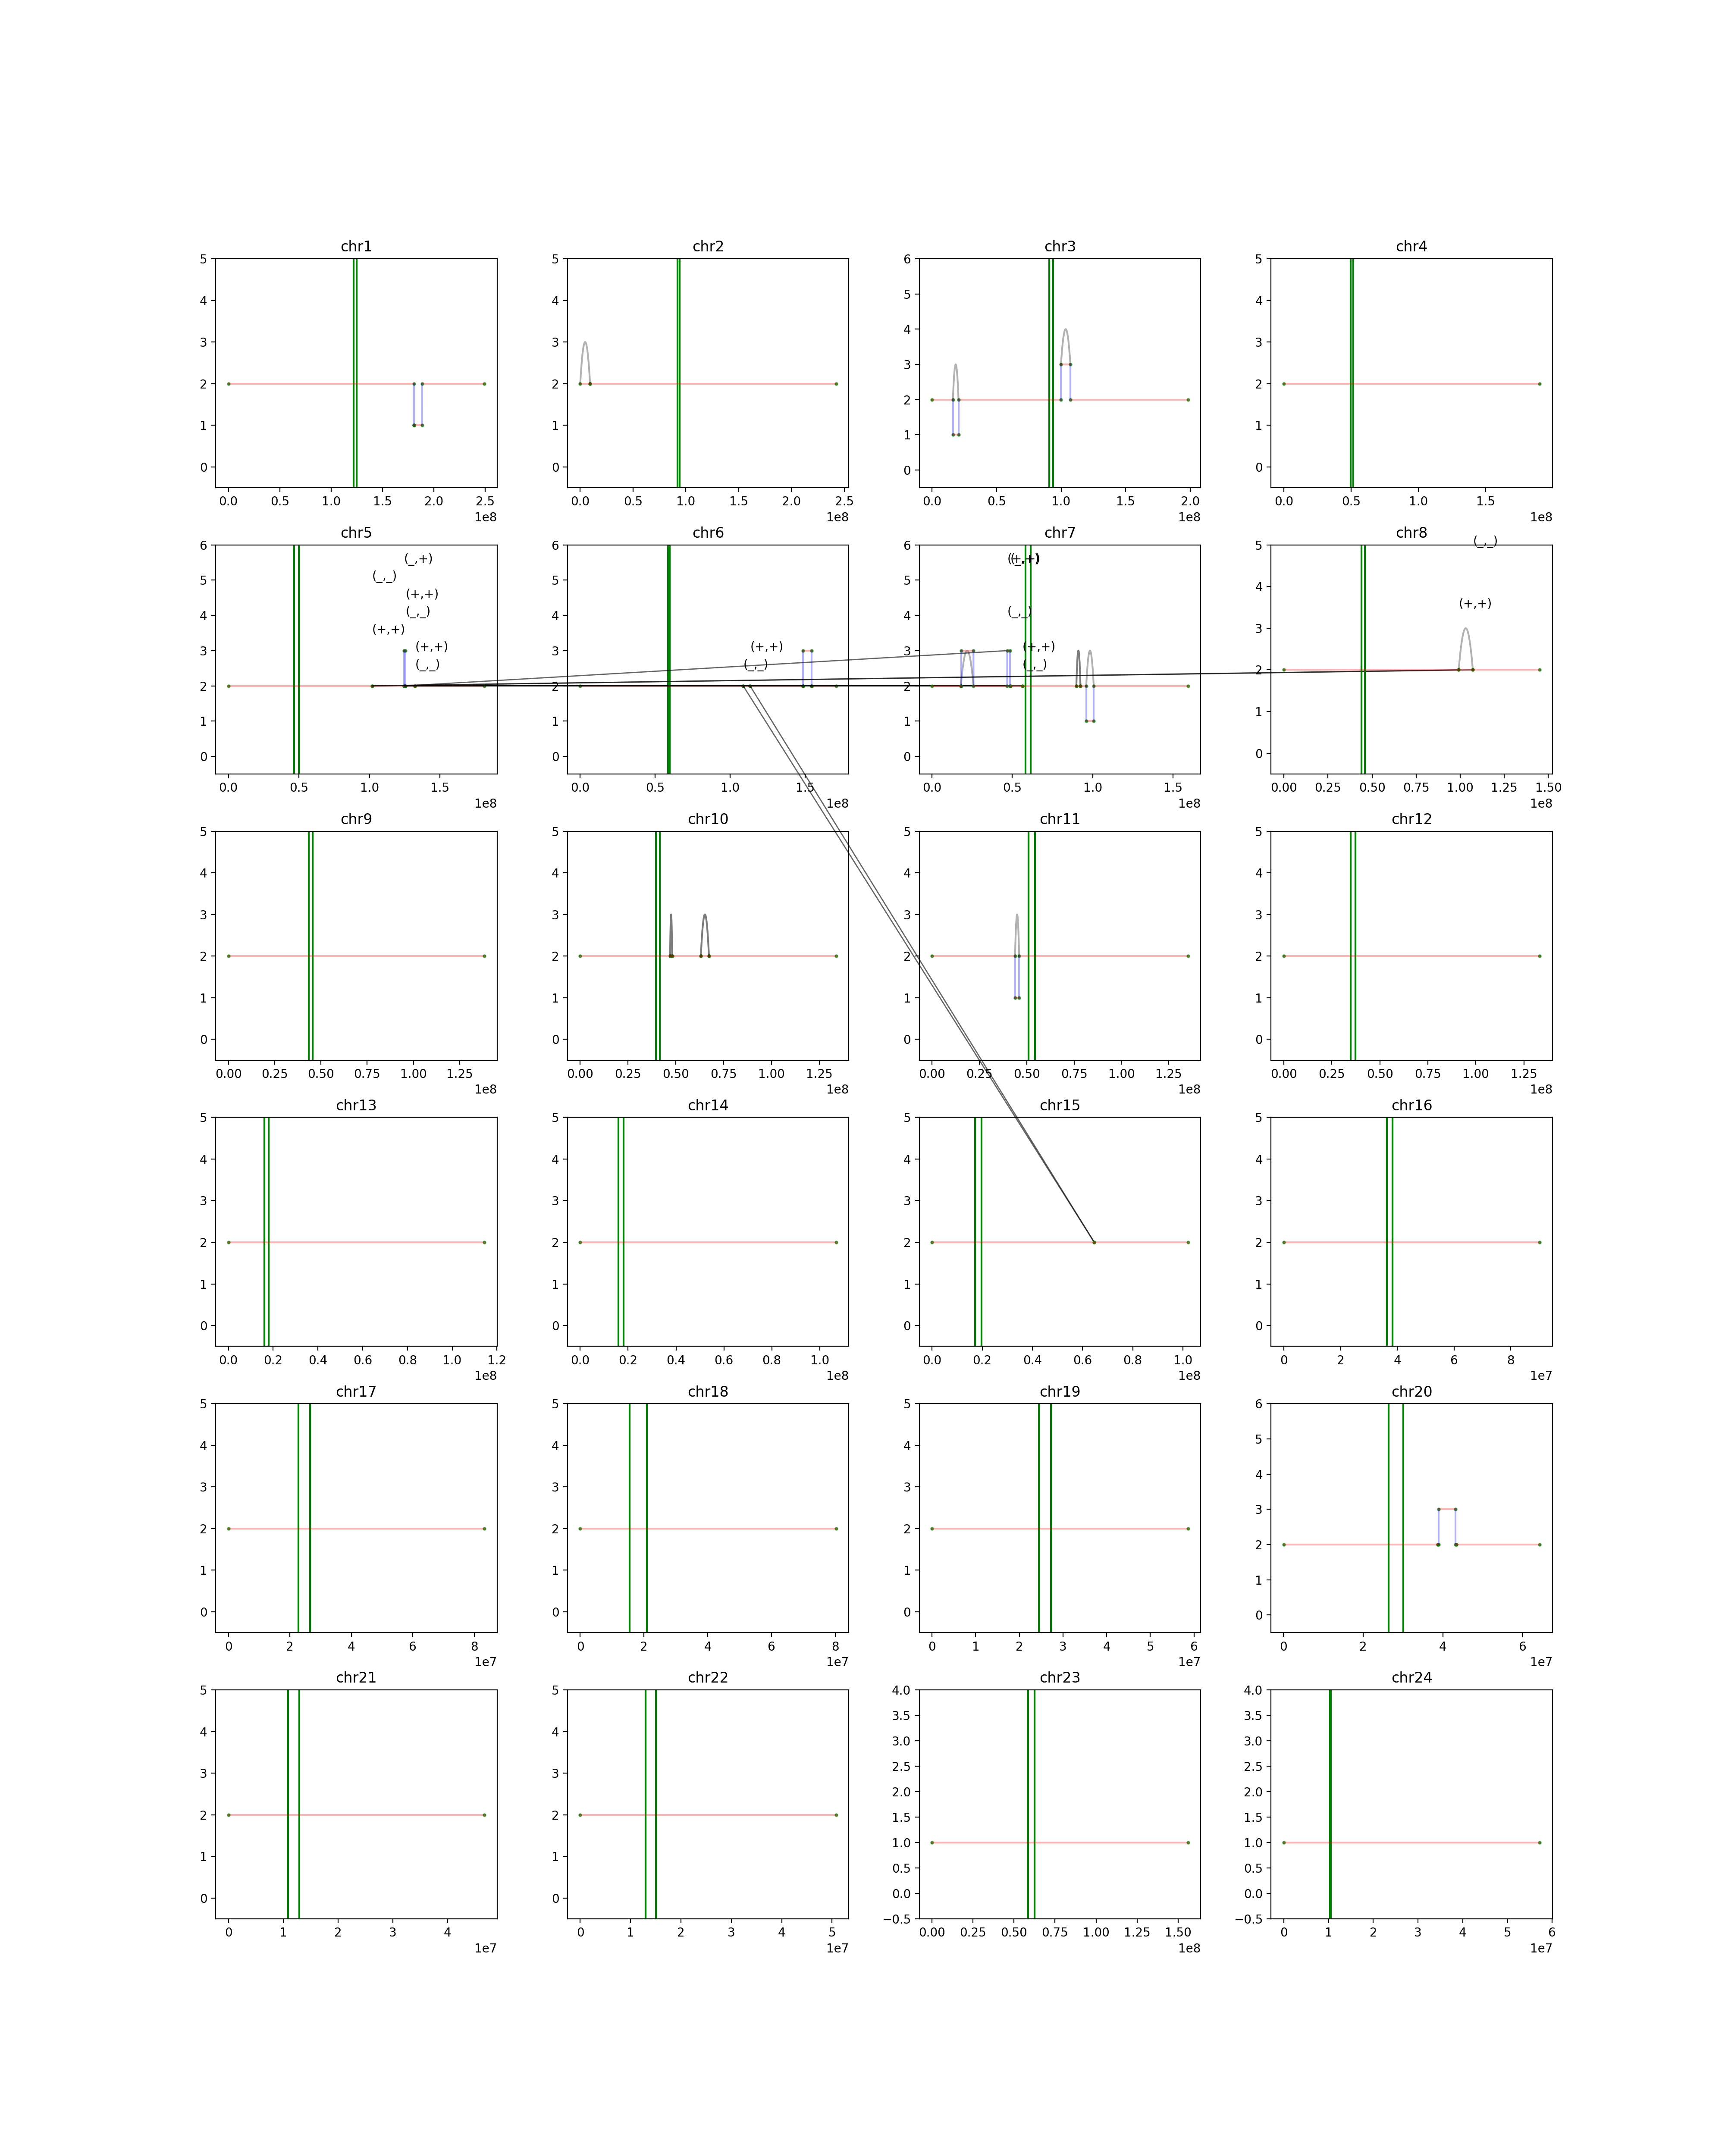 chr1 chr2 chr3 chr4
5 5 6 5
4 4 5 4
3 3 4 3
2 2 3 2
1 1 2 1
0 0 1 0
0
0.0 0.5 1.0 1.5 2.0 2.5 0.0 0.5 1.0 1.5 2.0 2.5 0.0 0.5 1.0 1.5 2.0 0.0 0.5 1.0 1.5
1e8 1e8 1e8 1e8
chr5 chr6 chr7 chr8
(_,_)
6 6 6 5
(_,+)
(_,_)
5 5 5 4
(+,+)
(_,_) (_,_)
4 4 4
(+,+) (+,+)
3 3 3 3
(+,+) (+,+) (+,+)
(_,_) (_,_) (_,_)
2 2 2 2
1 1 1 1
0 0 0 0
0.0 0.5 1.0 1.5 0.0 0.5 1.0 1.5 0.0 0.5 1.0 1.5 0.00 0.25 0.50 0.75 1.00 1.25 1.50
1e8 1e8 1e8 1e8
chr9 chr10 chr11 chr12
5 5 5 5
4 4 4 4
3 3 3 3
2 2 2 2
1 1 1 1
0 0 0 0
0.00 0.25 0.50 0.75 1.00 1.25 0.00 0.25 0.50 0.75 1.00 1.25 0.00 0.25 0.50 0.75 1.00 1.25 0.00 0.25 0.50 0.75 1.00 1.25
1e8 1e8 1e8 1e8
chr13 chr14 chr15 chr16
5 5 5 5
4 4 4 4
3 3 3 3
2 2 2 2
1 1 1 1
0 0 0 0
0.0 0.2 0.4 0.6 0.8 1.0 1.2 0.0 0.2 0.4 0.6 0.8 1.0 0.0 0.2 0.4 0.6 0.8 1.0 0 2 4 6 8
1e8 1e8 1e8 1e7
chr17 chr18 chr19 chr20
5 5 5 6
4 4 4 5
3 3 3 4
2 2 2 3
1 1 1 2
0 0 0 1
0
0 2 4 6 8 0 2 4 6 8 0 1 2 3 4 5 6 0 2 4 6
1e7 1e7 1e7 1e7
chr21 chr22 chr23 chr24
5 5 4.0 4.0
4 4 3.5 3.5
3 3 3.0 3.0
2 2 2.5 2.5
1 1 2.0 2.0
0 0 1.5 1.5
1.0 1.0
0.5 0.5
0.0 0.0
−0.5 −0.5
0 1 2 3 4 0 1 2 3 4 5 0.00 0.25 0.50 0.75 1.00 1.25 1.50 0 1 2 3 4 5 6
1e7 1e7 1e8 1e7